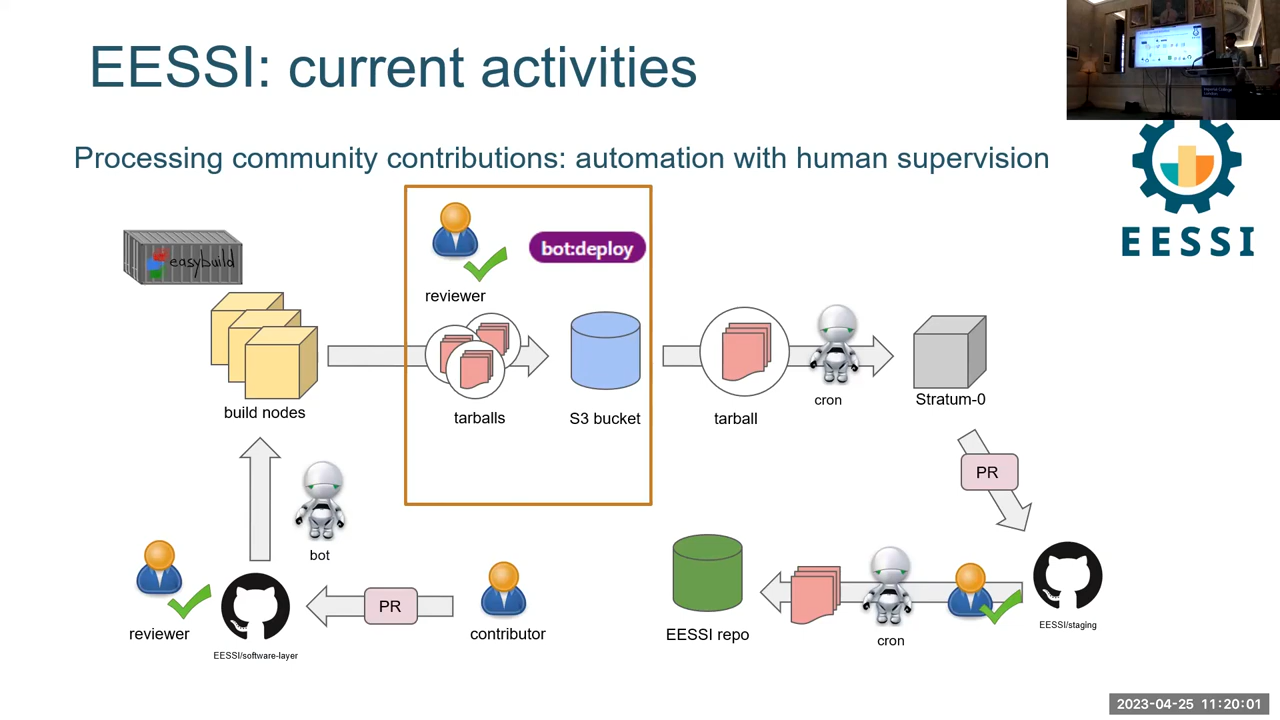 EESSI: current activities
Processing community contributions: automation with human supervision
EESSI
easybuild
bot:deploy
reviewer
build nodes
tarballs
S3 bucket
tarball
cron
Stratum-0
PR
bot
reviewer
EESSI/software-layer
PR
contributor
EESSI repo
cron
EESSI/staging
2023-04-25 11:20:01